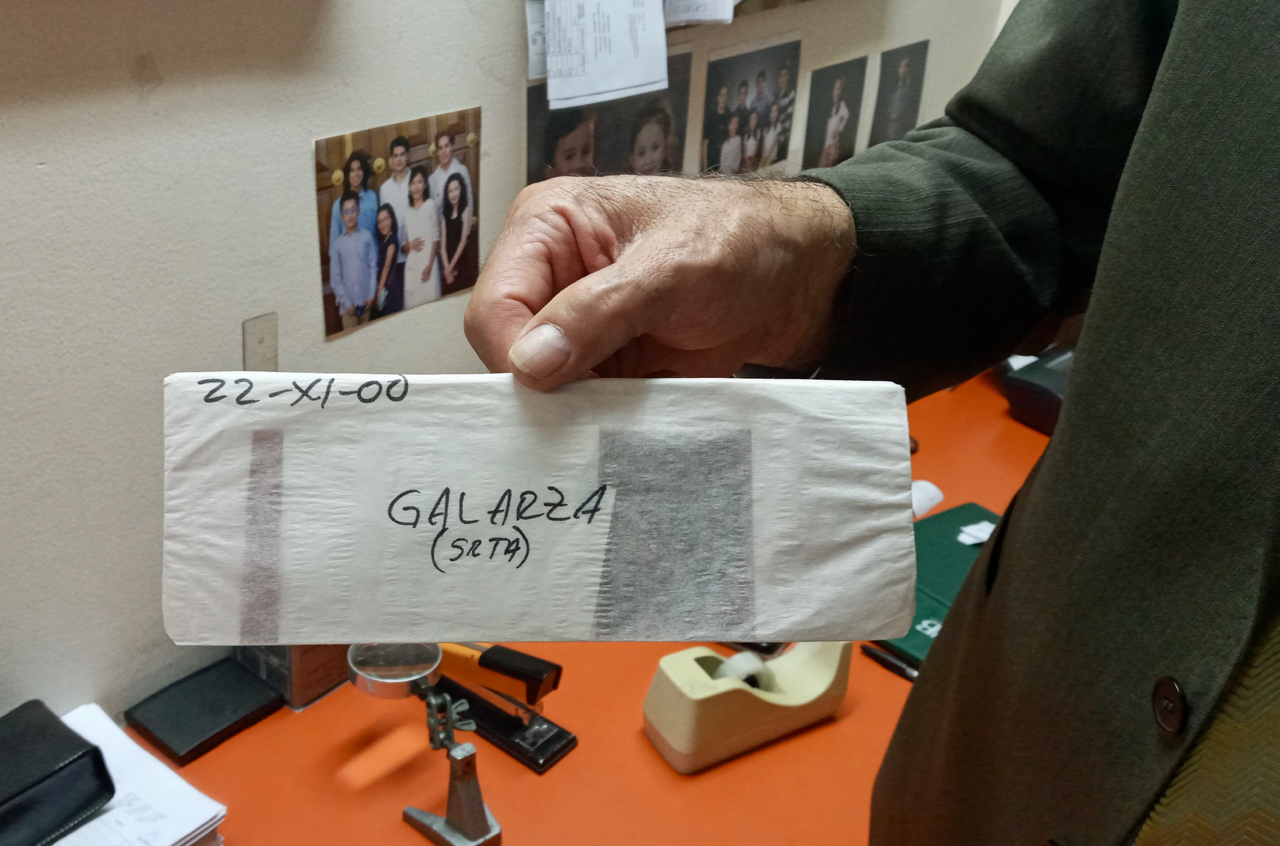 22-XI-00
GALARZA
(SRTA)